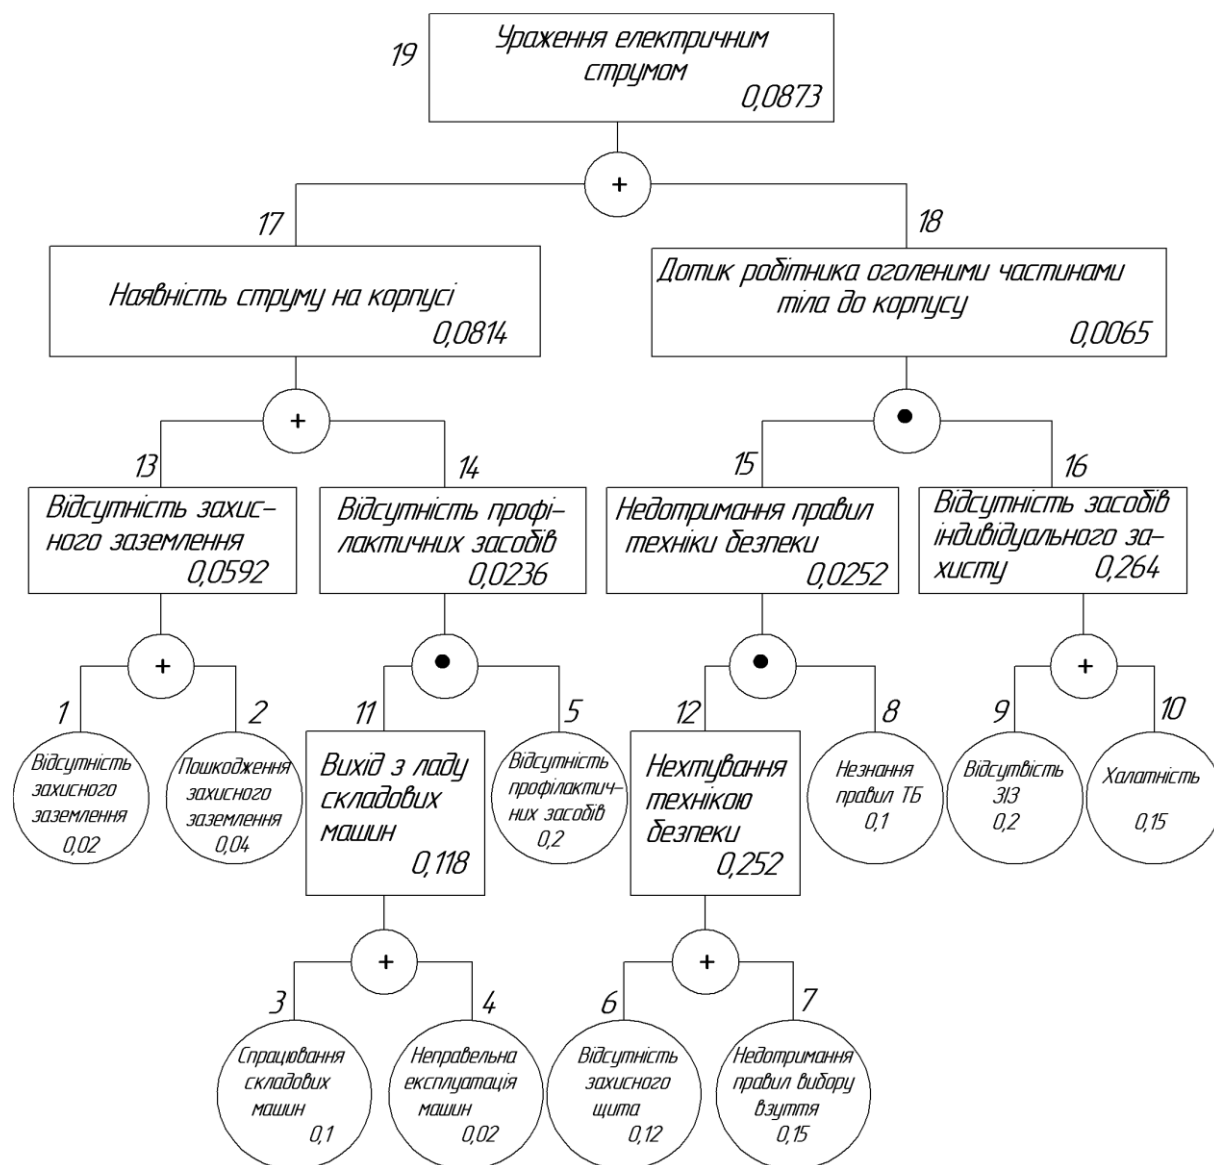 19
Ураження електричним
струмом
0,0873
+
17
18
Наявність струму на корпусі
0,0814
Дотик робітника оголеними частинами
тіла до корпусу
0,0065
+
13
14
15
16
Відсутність захис-
ного заземлення
0,0592
Відсутність профі-
лактичних засобів
0,0236
Недотримання правил
техніки безпеки
0,0252
Відсутність засобів
індивідуального за-
хисту 0,264
+
+
1
2
11
5
12
8
9
10
Відсутність
захисного
заземлення
0,02
Пошкодження
захисного
заземлення
0,04
Вихід з ладу
складових
машин
0,118
Відсутність
профілактич-
них засобів
0,2
Нехтування
технікою
безпеки
0,252
Незнання
правил ТБ
0,1
Відсутвість
ЗІЗ
0,2
Халатність
0,15
+
+
3
4
6
7
Спрацювання
складових
машин
0,1
Неправельна
експлуатація
машин
0,02
Відсутність
захисного
щита
0,12
Недотримання
правил вибору
взуття
0,15